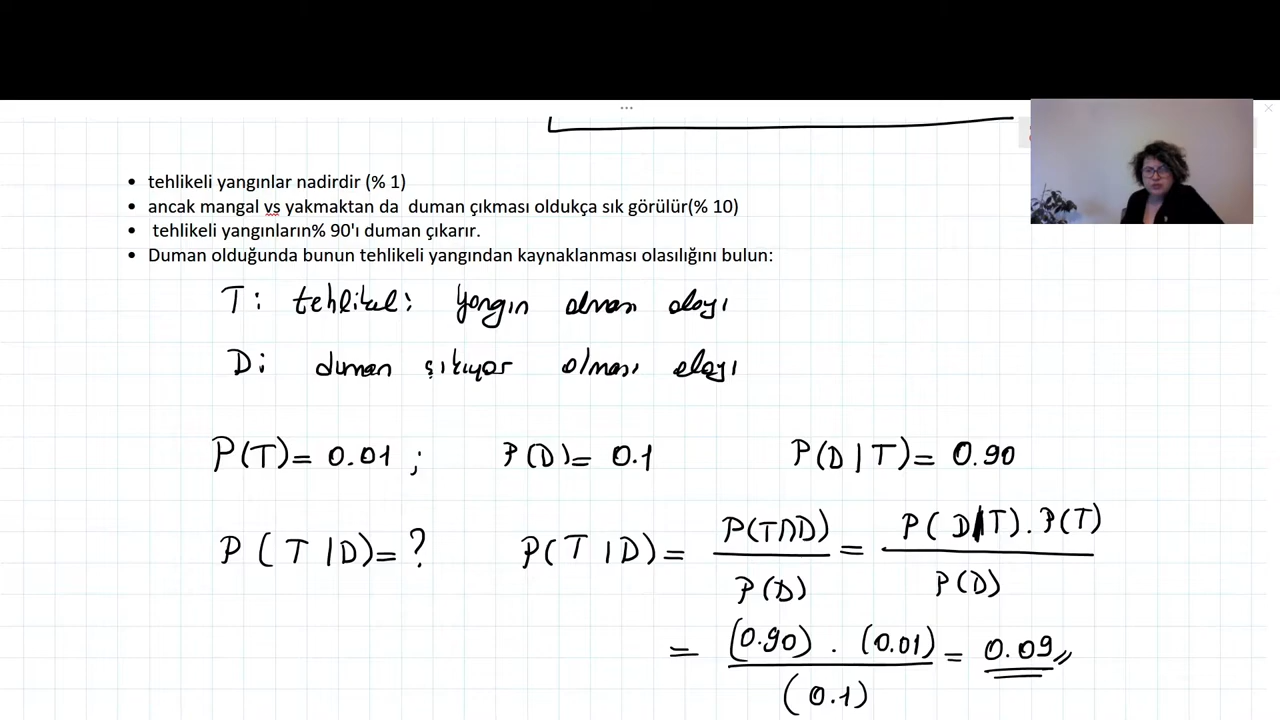 • tehlikeli yangınlar nadirdir (% 1)
• ancak mangal vs yakmaktan da duman çıkması oldukça sık görülür(% 10)
• tehlikeli yangınların% 90'ı duman çıkarır.
• Duman olduğunda bunun tehlikeli yangından kaynaklanması olasılığını bulun:
T: tehlikeli yangın olması olayı
D: duman çıkıyor olması olayı
P(T)= 0.01 ; P(D)= 0.1 P(D|T)= 0.90
P(T|D)=? P(T|D)= P(T∩D)/P(D) = P(D|T).P(T)/P(D)
= (0.90).(0.01)/(0.1) = 0.09